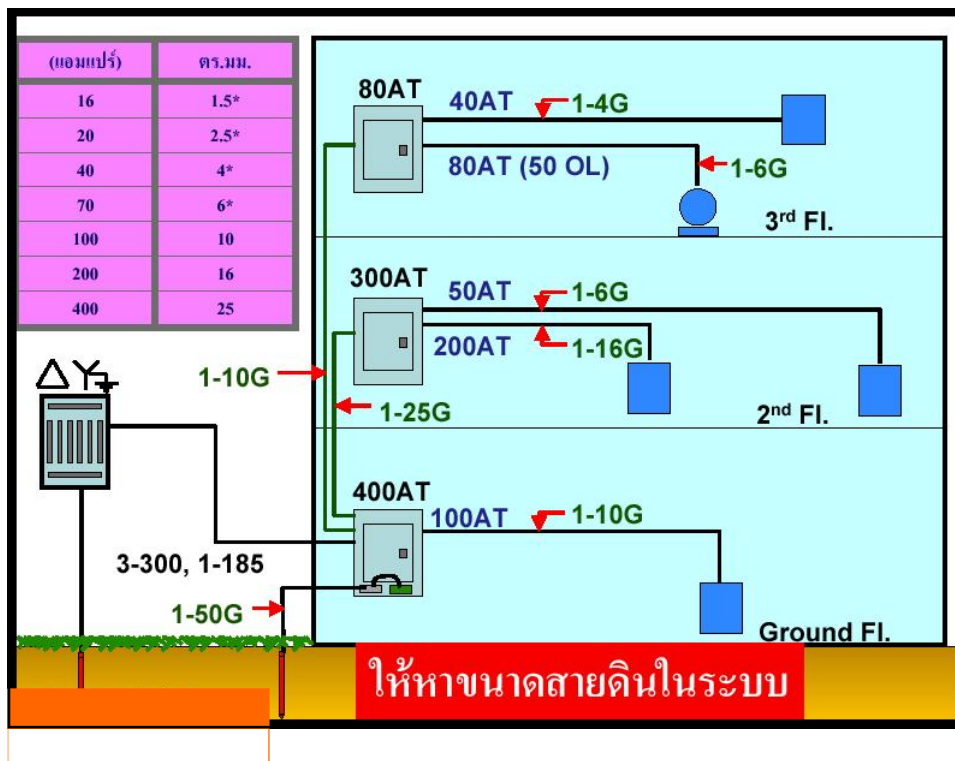 (แอมแปร์) ตร.มม.
16 1.5*
20 2.5*
40 4*
70 6*
100 10
200 16
400 25
80AT
40AT
1-4G
80AT (50 OL)
1-6G
3rd Fl.
300AT
50AT
1-6G
200AT
1-16G
1-10G
1-25G
2nd Fl.
400AT
100AT
1-10G
3-300, 1-185
1-50G
Ground Fl.
ให้หาขนาดสายดินในระบบ